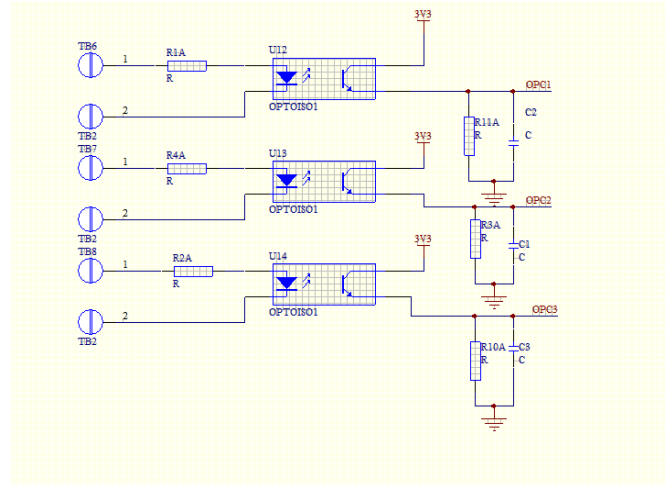 3V3
TB6
1
R1A
R
U12
OPTOISO1
OPC1
2
TB2
R11A
R
C2
C
TB7
1
R4A
R
U13
OPTOISO1
3V3
OPC2
2
TB2
R3A
R
C1
C
TB8
1
R2A
R
U14
OPTOISO1
3V3
OPC3
2
TB2
R10A
R
C3
C